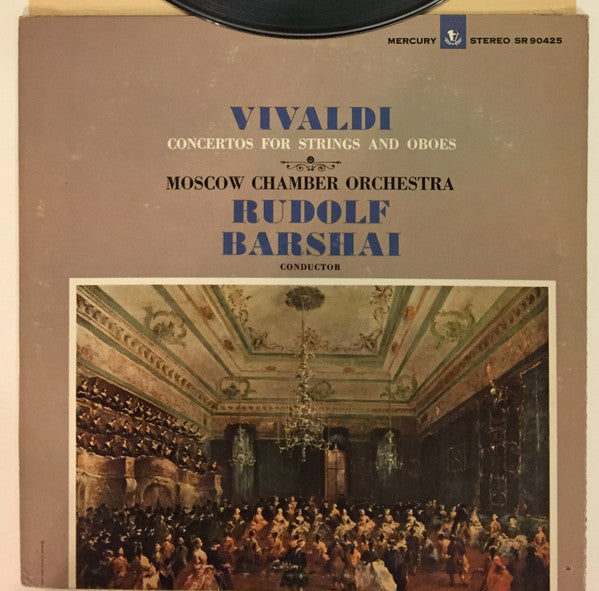 MERCURY STEREO SR 90425
VIVALDI
CONCERTOS FOR STRINGS AND OBOES
MOSCOW CHAMBER ORCHESTRA
RUDOLF
BARSHAI
CONDUCTOR